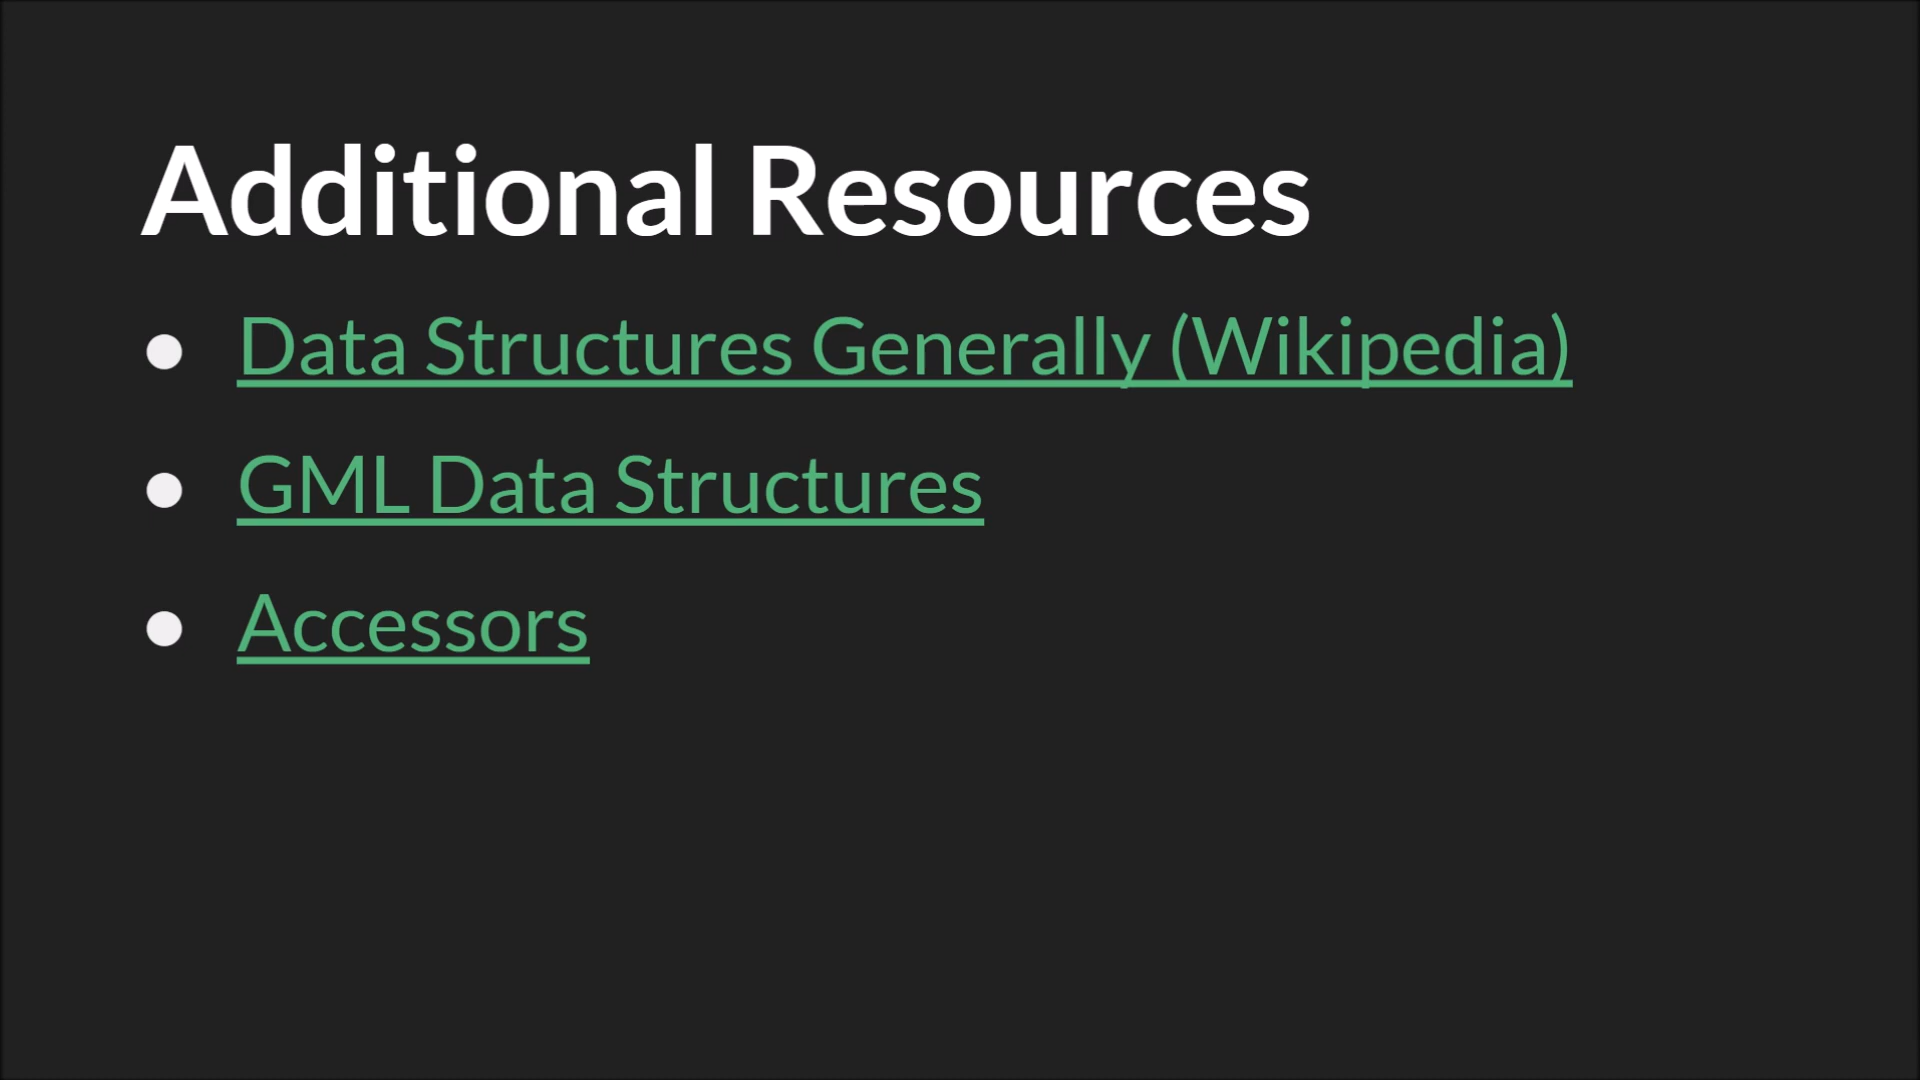 Additional Resources
● Data Structures Generally (Wikipedia)
● GML Data Structures
● Accessors